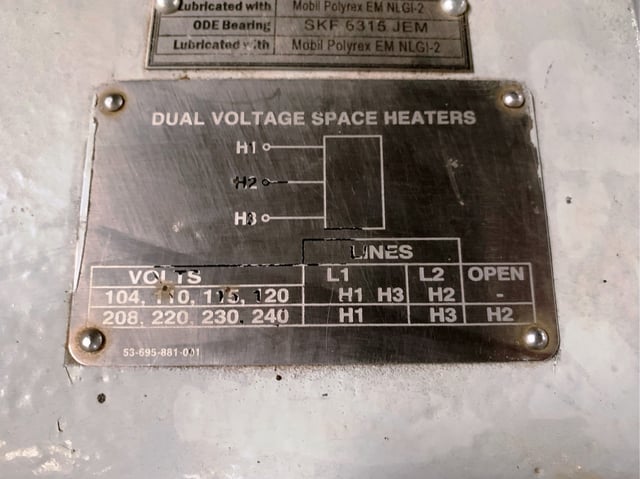 Lubricated with Mobil Polyrex EM NLGI-2
ODE Bearing SKF 6315 JEM
Lubricated with Mobil Polyrex EM NLGI-2
DUAL VOLTAGE SPACE HEATERS
H1
H2
H3
LINES
VOLTS L1 L2 OPEN
104, 110, 115, 120 H1 H3 H2 -
208, 220, 230, 240 H1 H3 H2
53-695-881-001